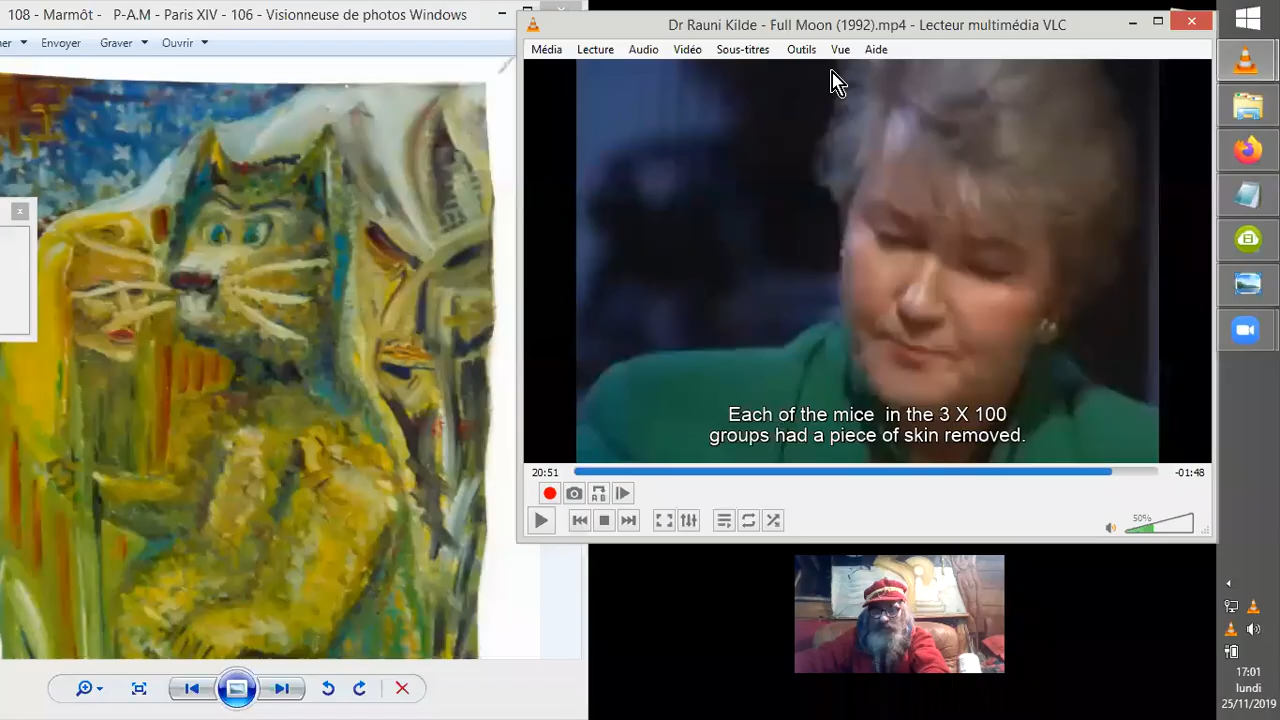 108 - Marmôt - P-A.M - Paris XIV - 106 - Visionneuse de photos Windows
Envoyer
Graver
Ouvrir
Dr Rauni Kilde - Full Moon (1992).mp4 - Lecteur multimédia VLC
Média
Lecture
Audio
Vidéo
Sous-titres
Outils
Vue
Aide
Each of the mice in the 3 X 100
groups had a piece of skin removed.
20:51
-01:48
50%
17:01
lundi
25/11/2019